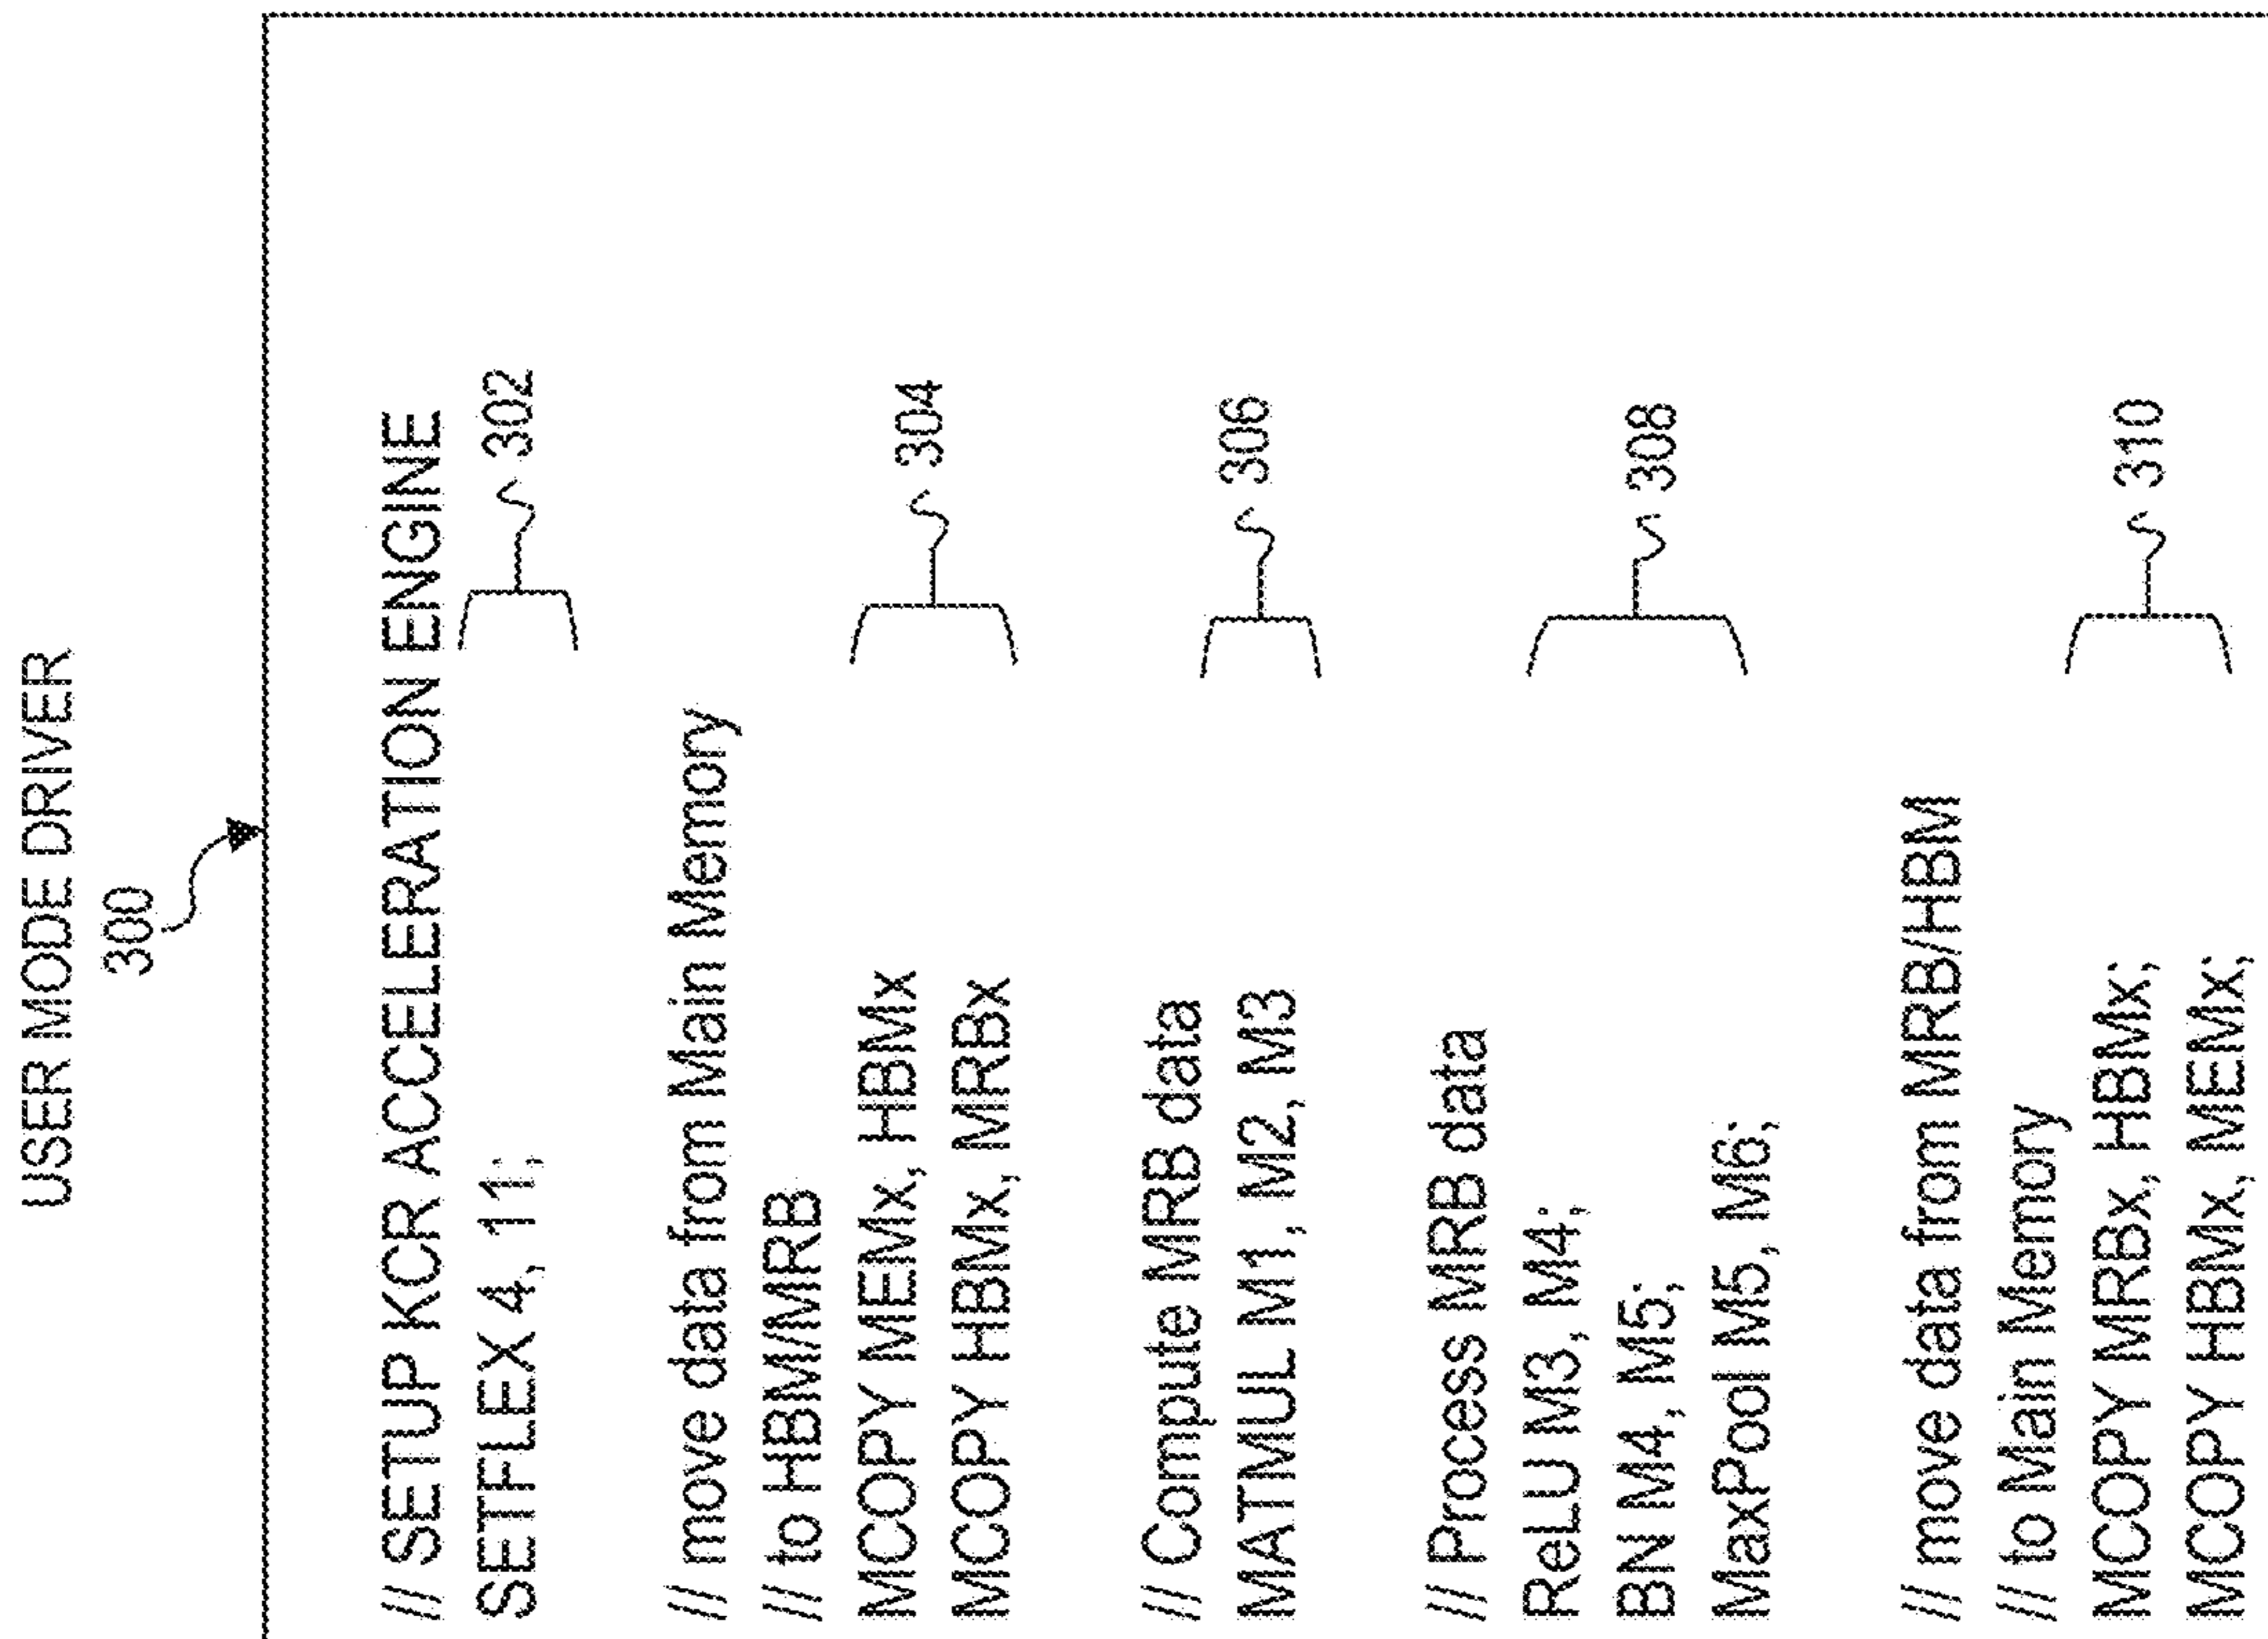 USER MODE DRIVER
300
// SETUP KCR ACCELERATION ENGINE
SETFLEX 4, 11;
302
// move data from Main Memory
// to HBM/MRB
MCOPY MEMx, HBMx
MCOPY HBMx, MRBx
304
// Compute MRB data
MATMUL M1, M2, M3
306
// Process MRB data
ReLU M3, M4;
BN M4, M5;
MaxPool M5, M6;
308
// move data from MRB/HBM
// to Main Memory
MCOPY MRBx, HBMx;
MCOPY HBMx, MEMx;
310